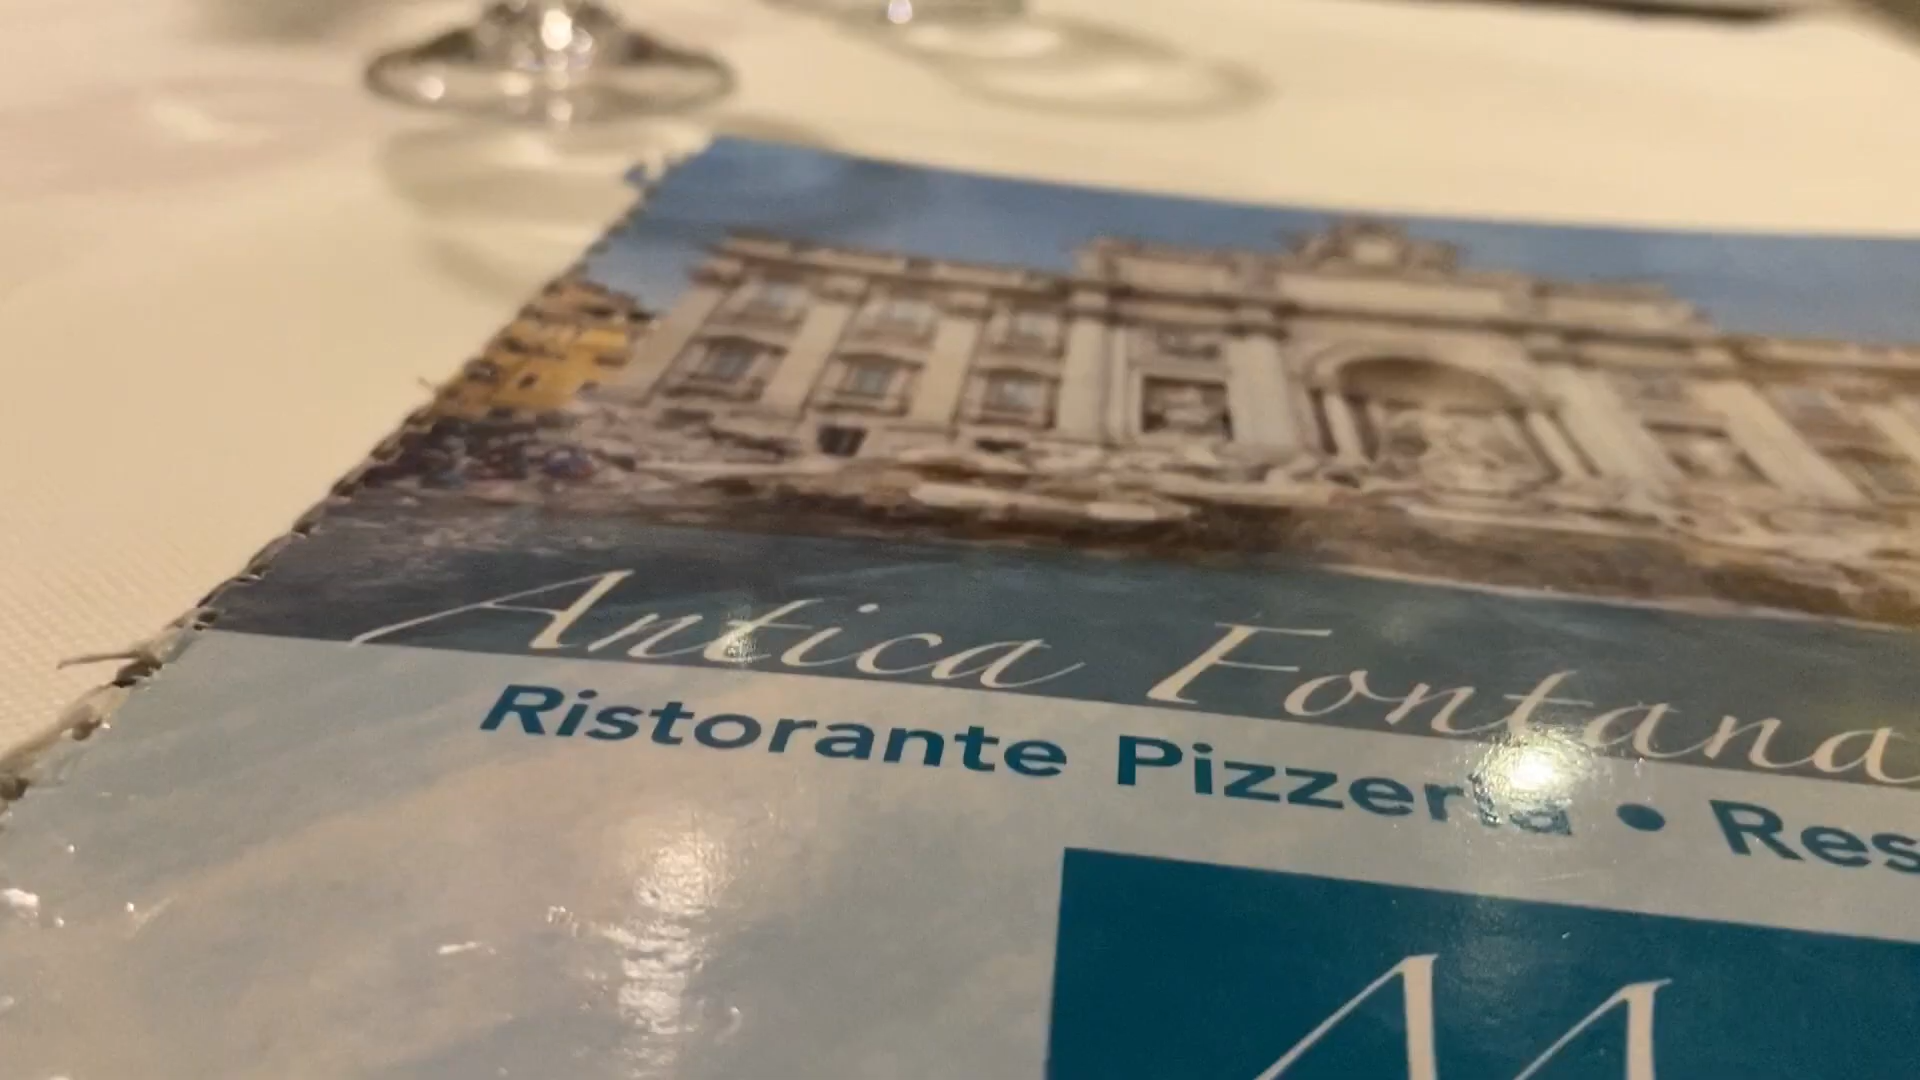 Antica Fontana
Ristorante Pizzeria • Res
M